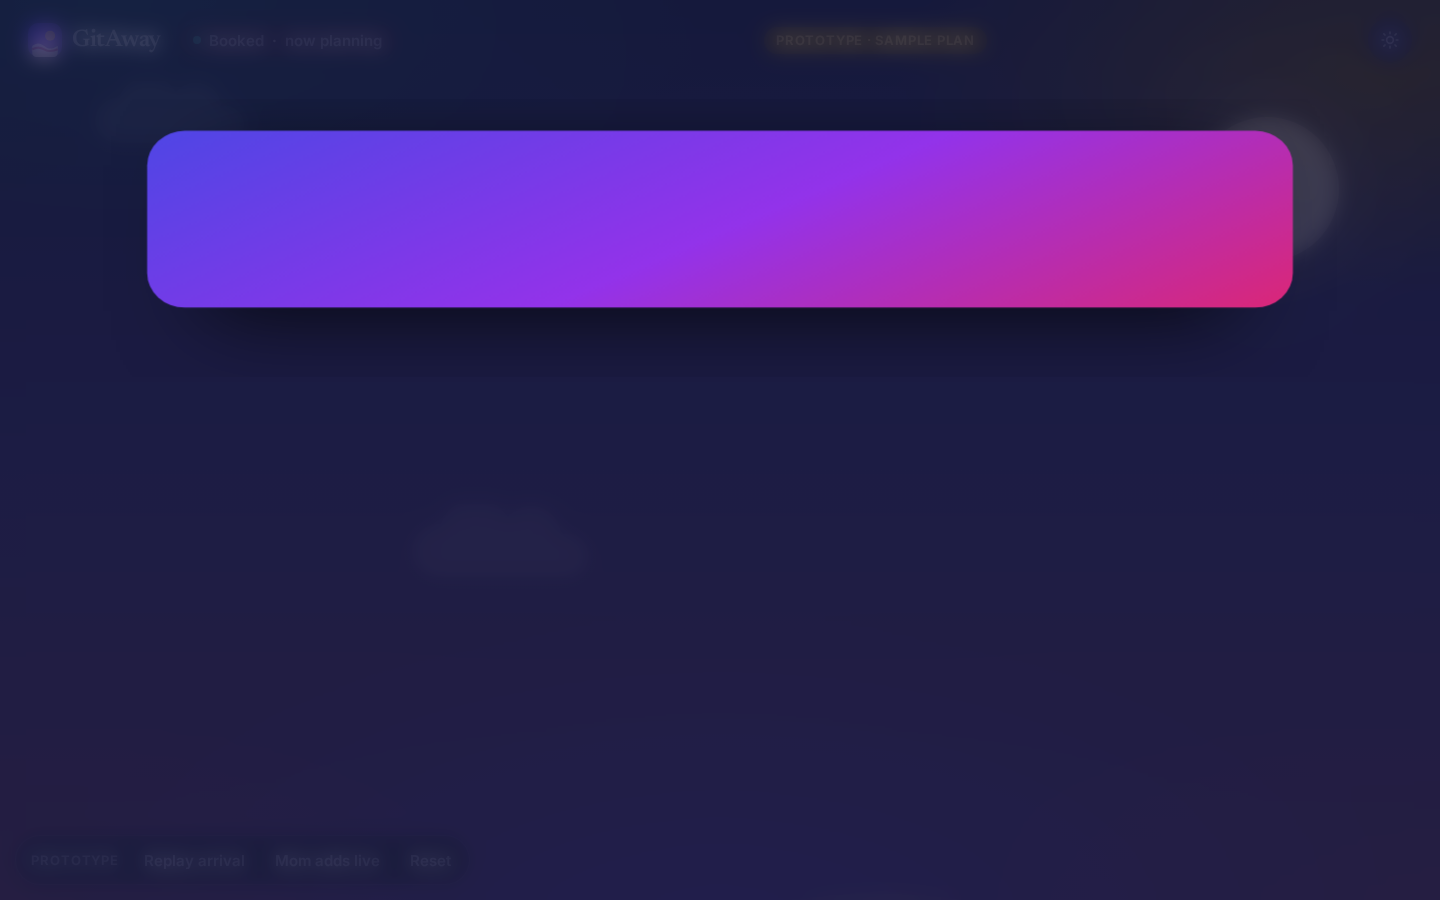 GitAway
Booked · now planning
PROTOTYPE · SAMPLE PLAN
PROTOTYPE
Replay arrival
Mom adds live
Reset